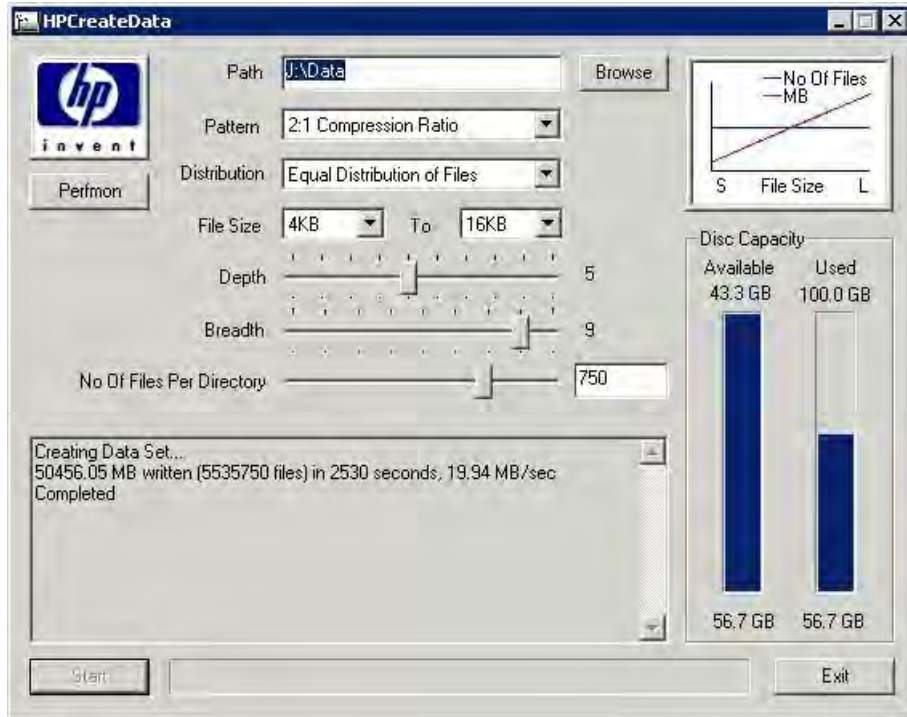 HPCreateData
hp
invent
Perfmon
Path J:\Data Browse
Pattern 2:1 Compression Ratio
Distribution Equal Distribution of Files
File Size 4KB To 16KB
Depth 5
Breadth 9
No Of Files Per Directory 750
No Of Files
MB
S File Size L
Disc Capacity
Available Used
43.3 GB 100.0 GB
56.7 GB 56.7 GB
Creating Data Set...
50456.05 MB written (5535750 files) in 2530 seconds, 19.94 MB/sec
Completed
Start Exit